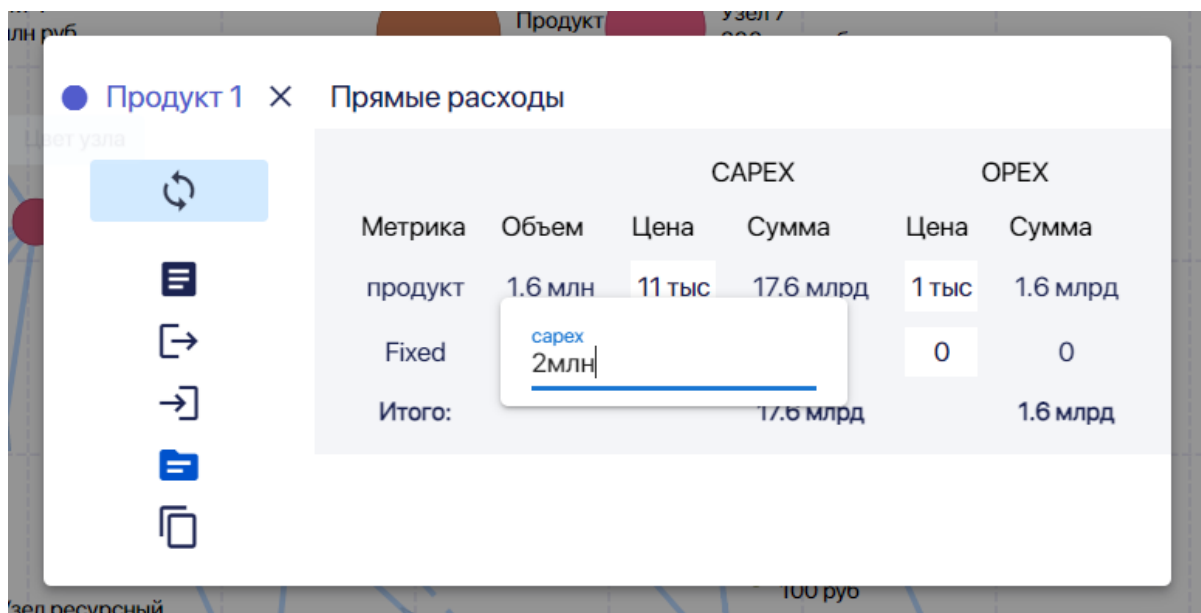 млн руб
Продукт
Узел 7
Продукт 1
Прямые расходы
Цвет узла
CAPEX OPEX
Метрика Объем Цена Сумма Цена Сумма
продукт 1.6 млн 11 тыс 17.6 млрд 1 тыс 1.6 млрд
capex
Fixed 2млн 0 0
Итого: 17.6 млрд 1.6 млрд
100 руб
Узел ресурсный